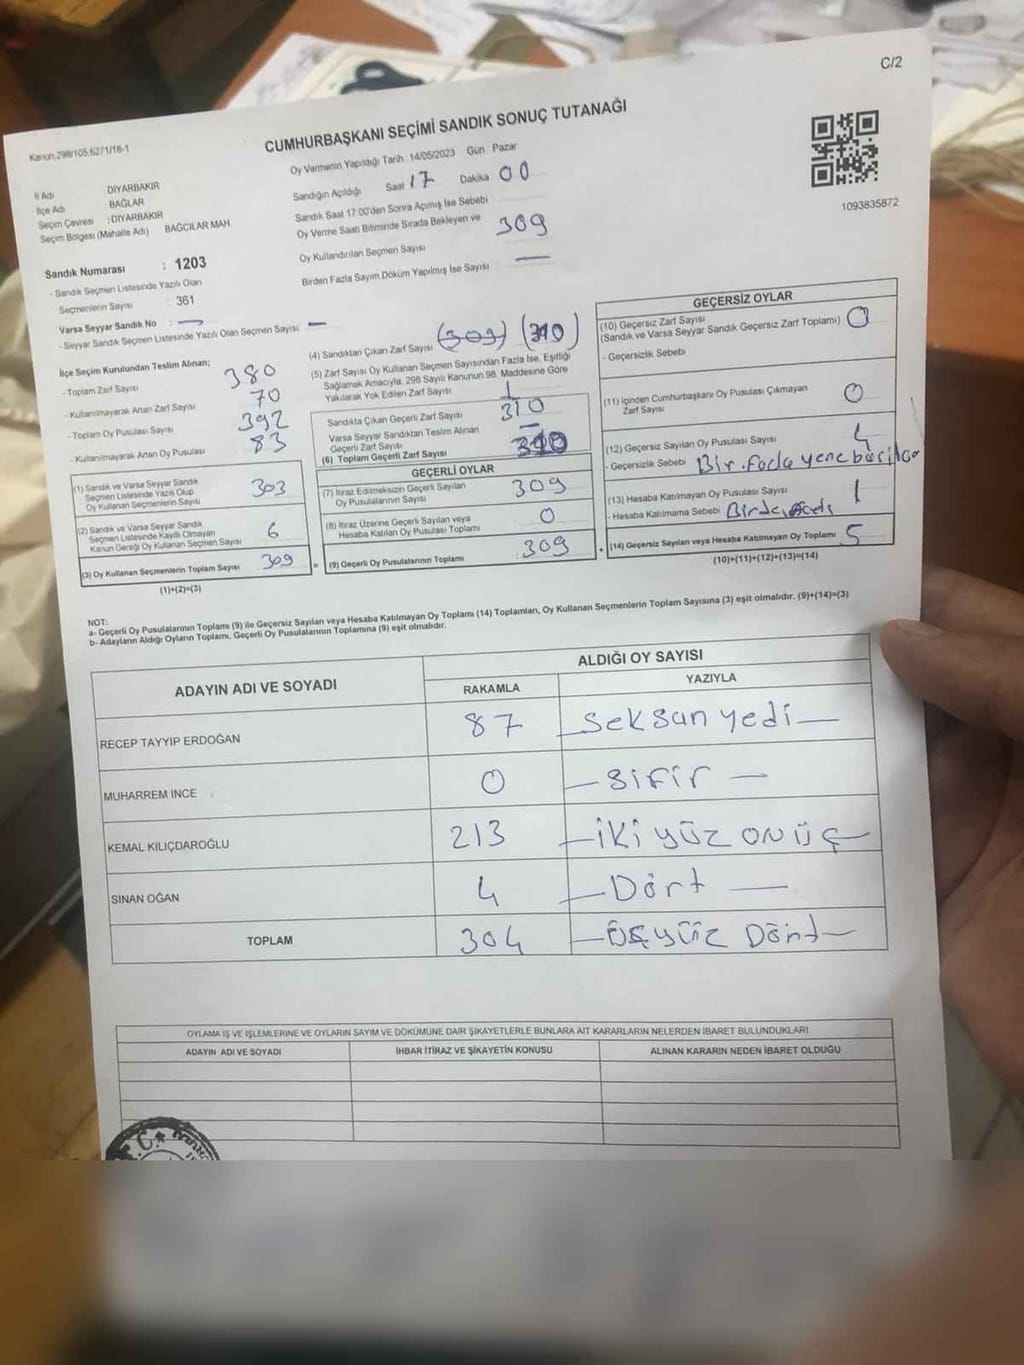 C/2
Kanun,298/105,6271/18-1
CUMHURBAŞKANI SEÇİMİ SANDIK SONUÇ TUTANAĞI
Oy Vermenin Yapıldığı Tarih :14/05/2023 Gün Pazar
1093835872
İl Adı DİYARBAKIR
İlçe Adı BAĞLAR
Seçim Çevresi : DİYARBAKIR
Seçim Bölgesi (Mahalle Adı) BAĞCILAR MAH
Sandık Numarası : 1203
- Sandık Seçmen Listesinde Yazılı Olan
Seçmenlerin Sayısı : 361
Varsa Seyyar Sandık No : —
- Seyyar Sandık Seçmen Listesinde Yazılı Olan Seçmen Sayısı : —
İlçe Seçim Kurulundan Teslim Alınan;
- Toplam Zarf Sayısı 380
- Kullanılmayarak Artan Zarf Sayısı 70
- Toplam Oy Pusulası Sayısı 392
- Kullanılmayarak Artan Oy Pusulası 83
Sandığın Açıldığı Saat 17 Dakika 00
Sandık Saat 17:00'den Sonra Açımış İse Sebebi
Oy Verme Saati Bitiminde Sırada Bekleyen ve
Oy Kullandırılan Seçmen Sayısı 309
Birden Fazla Sayım Döküm Yapılmış İse Sayısı —
(4) Sandıktan Çıkan Zarf Sayısı (309) (310)
(5) Zarf Sayısı Oy Kullanan Seçmen Sayısından Fazla İse, Eşitliği
Sağlamak Amacıyla, 298 Sayılı Kanunun 98. Maddesine Göre
Yakılarak Yok Edilen Zarf Sayısı 1
Sandıkta Çıkan Geçerli Zarf Sayısı 310
Varsa Seyyar Sandıktan Teslim Alınan
Geçerli Zarf Sayısı —
(6) Toplam Geçerli Zarf Sayısı
(1) Sandık ve Varsa Seyyar Sandık
Seçmen Listesinde Yazılı Olup
Oy Kullanan Seçmenlerin Sayısı 303
(2) Sandık ve Varsa Seyyar Sandık
Seçmen Listesinde Kayıtlı Olmayan
Kanun Gereği Oy Kullanan Seçmen Sayısı 6
(3) Oy Kullanan Seçmenlerin Toplam Sayısı 309
(1)+(2)=(3)
GEÇERLİ OYLAR
(7) İtiraz Edilmeksizin Geçerli Sayılan
Oy Pusulalarının Sayısı 309
(8) İtiraz Üzerine Geçerli Sayılan veya
Hesaba Katılan Oy Pusulası Toplamı 0
(9) Geçerli Oy Pusulalarının Toplamı : 309
GEÇERSİZ OYLAR
(10) Geçersiz Zarf Sayısı
(Sandık ve Varsa Seyyar Sandık Geçersiz Zarf Toplamı) 0
- Geçersizlik Sebebi
(11) İçinden Cumhurbaşkanı Oy Pusulası Çıkmayan
Zarf Sayısı 0
(12) Geçersiz Sayılan Oy Pusulası Sayısı 4
- Geçersizlik Sebebi Bir
(13) Hesaba Katılmayan Oy Pusulası Sayısı 1
- Hesaba Katılmama Sebebi
(14) Geçersiz Sayılan veya Hesaba Katılmayan Oy Toplamı 5
(10)+(11)+(12)+(13)=(14)
NOT:
a- Geçerli Oy Pusulalarının Toplamı (9) ile Geçersiz Sayılan veya Hesaba Katılmayan Oy Toplamı (14) Toplamları, Oy Kullanan Seçmenlerin Toplam Sayısına (3) eşit olmalıdır. (9)+(14)=(3)
b- Adayların Aldığı Oyların Toplamı, Geçerli Oy Pusulalarının Toplamına (9) eşit olmalıdır.
ADAYIN ADI VE SOYADI ALDIĞI OY SAYISI
RAKAMLA YAZIYLA
RECEP TAYYİP ERDOĞAN 87 seksan yedi —
MUHARREM İNCE 0 — sıfır —
KEMAL KILIÇDAROĞLU 213 — iki yüz on üç —
SİNAN OĞAN 4 — Dört —
TOPLAM 304 — üçyüz Dört —
OYLAMA İŞ VE İŞLEMLERİNE VE OYLARIN SAYIM VE DÖKÜMÜNE DAİR ŞİKAYETLERLE BUNLARA AİT KARARLARIN NELERDEN İBARET BULUNDUKLARI
ADAYIN ADI VE SOYADI İHBAR İTİRAZ VE ŞİKAYETİN KONUSU ALINAN KARARIN NEDEN İBARET OLDUĞU
T.C.